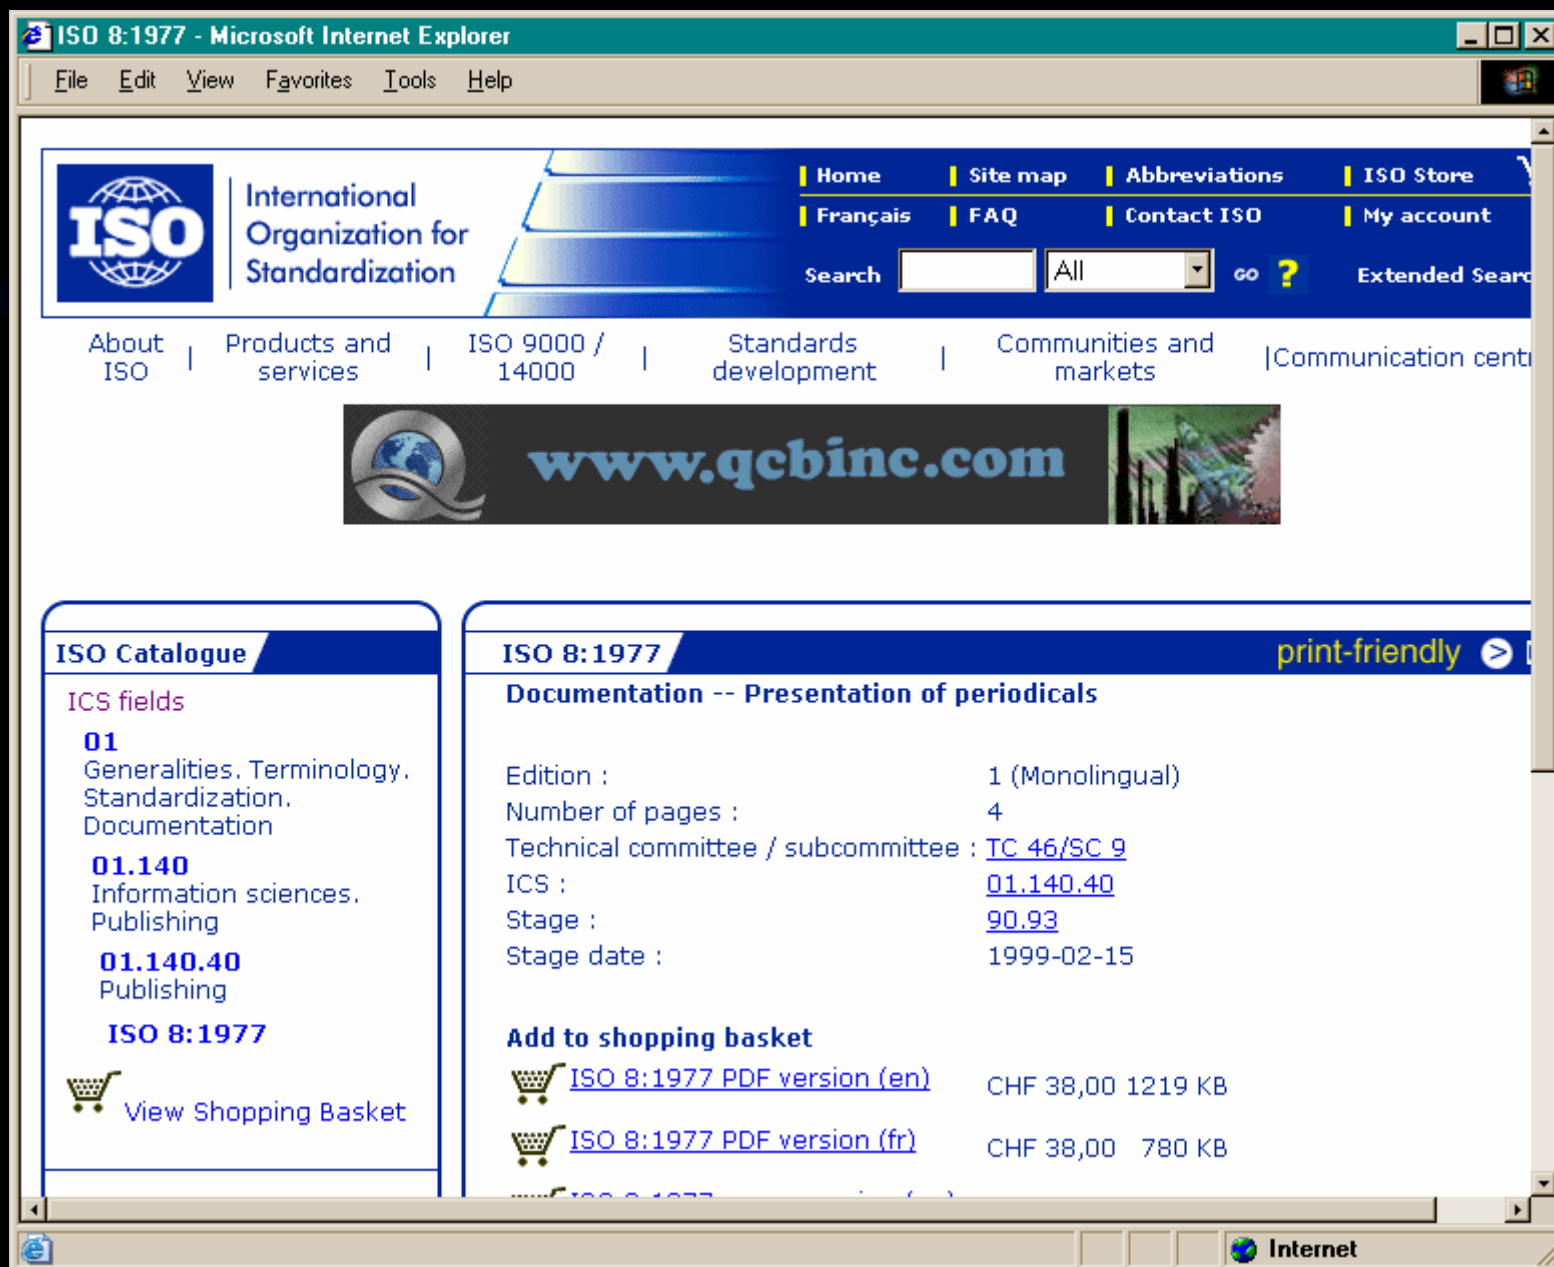 ISO 8:1977 - Microsoft Internet Explorer
File Edit View Favorites Tools Help
ISO
International
Organization for
Standardization
Home Site map Abbreviations ISO Store
Français FAQ Contact ISO My account
Search All GO ? Extended Searc
About ISO | Products and services | ISO 9000 / 14000 | Standards development | Communities and markets |Communication centr
www.qcbinc.com
ISO Catalogue
ICS fields
01
Generalities. Terminology.
Standardization.
Documentation
01.140
Information sciences.
Publishing
01.140.40
Publishing
ISO 8:1977
View Shopping Basket
ISO 8:1977 print-friendly
Documentation -- Presentation of periodicals
Edition : 1 (Monolingual)
Number of pages : 4
Technical committee / subcommittee : TC 46/SC 9
ICS : 01.140.40
Stage : 90.93
Stage date : 1999-02-15
Add to shopping basket
ISO 8:1977 PDF version (en) CHF 38,00 1219 KB
ISO 8:1977 PDF version (fr) CHF 38,00 780 KB
Internet